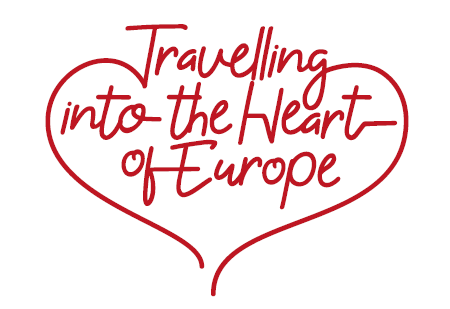 Travelling
into the Heart
of Europe